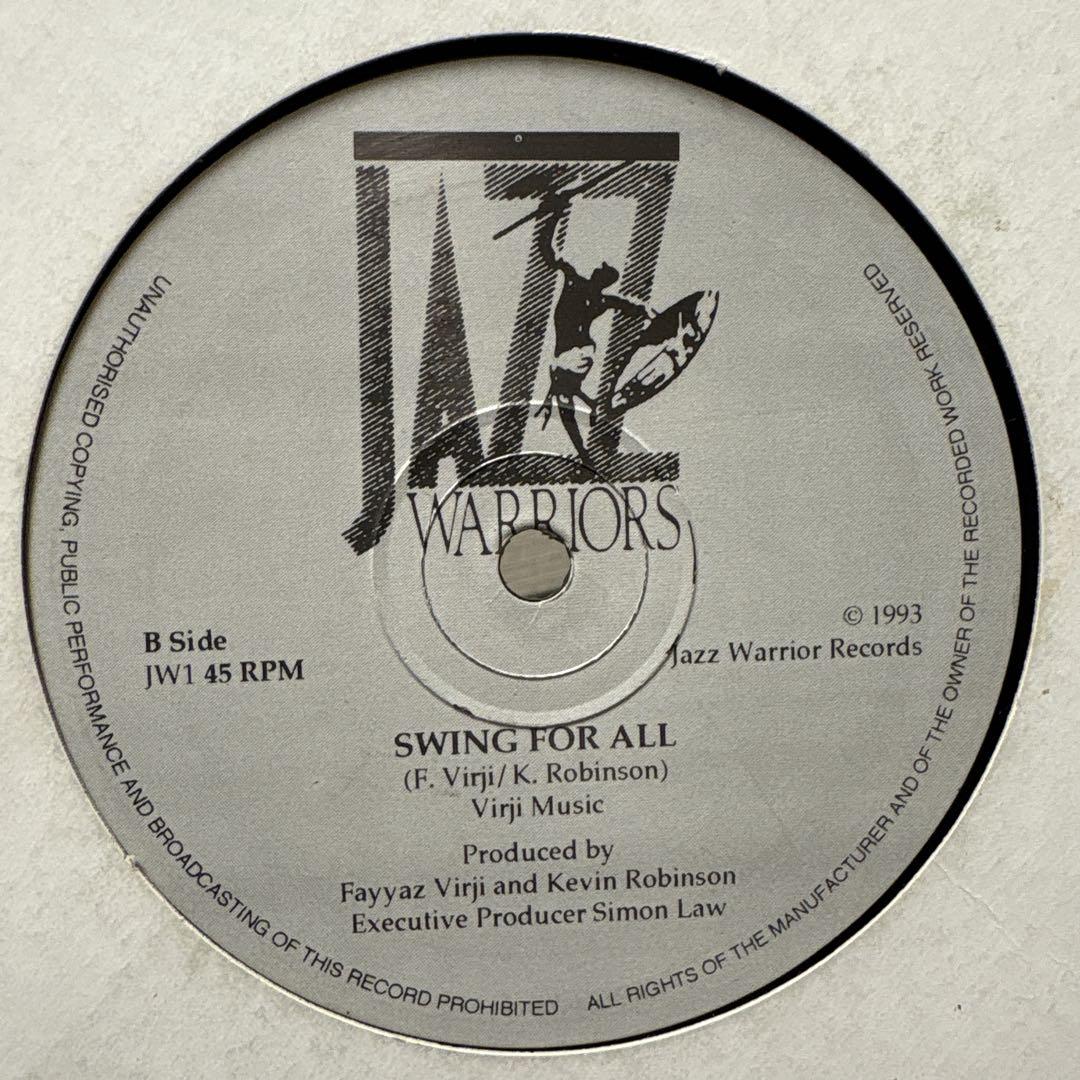 JAZZ
WARRIORS
B Side
JW1 45 RPM
© 1993
Jazz Warrior Records
SWING FOR ALL
(F. Virji/K. Robinson)
Virji Music
Produced by
Fayyaz Virji and Kevin Robinson
Executive Producer Simon Law
UNAUTHORISED COPYING, PUBLIC PERFORMANCE AND BROADCASTING OF THIS RECORD PROHIBITED
ALL RIGHTS OF THE MANUFACTURER AND OF THE OWNER OF THE RECORDED WORK RESERVED